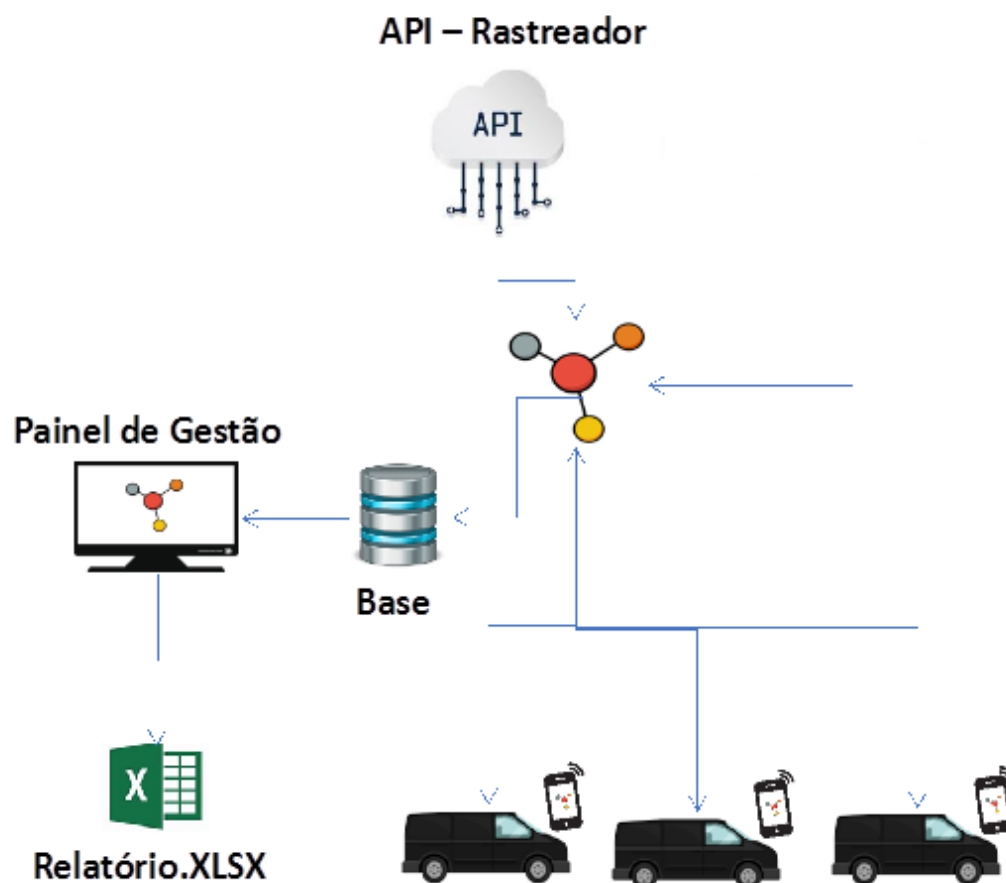 API – Rastreador
API
Painel de Gestão
Base
X
Relatório.XLSX